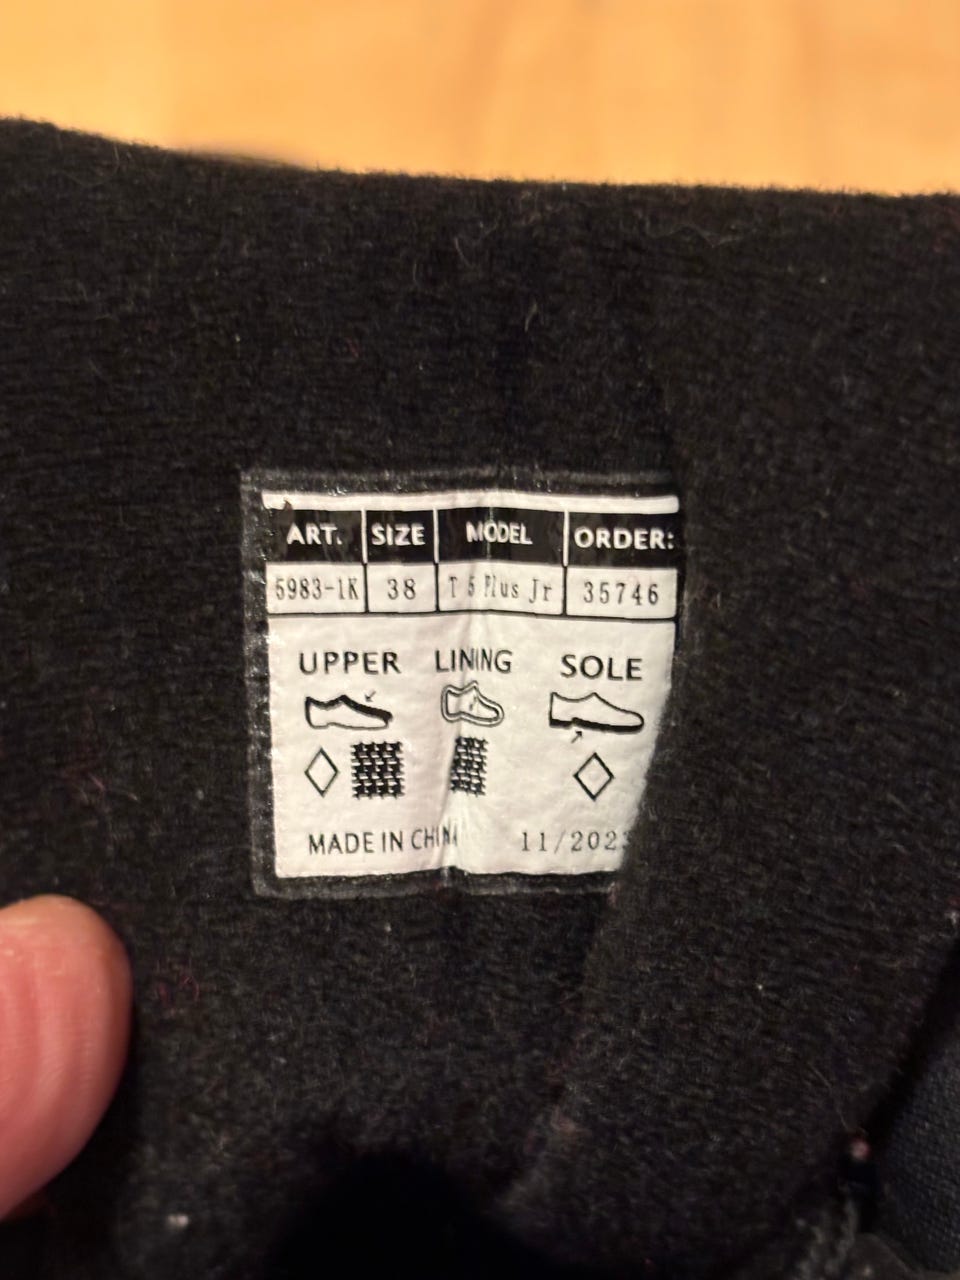 ART. SIZE MODEL ORDER:
5983-1K 38 T 5 Plus Jr 35746
UPPER LINING SOLE
MADE IN CHINA 11/2023